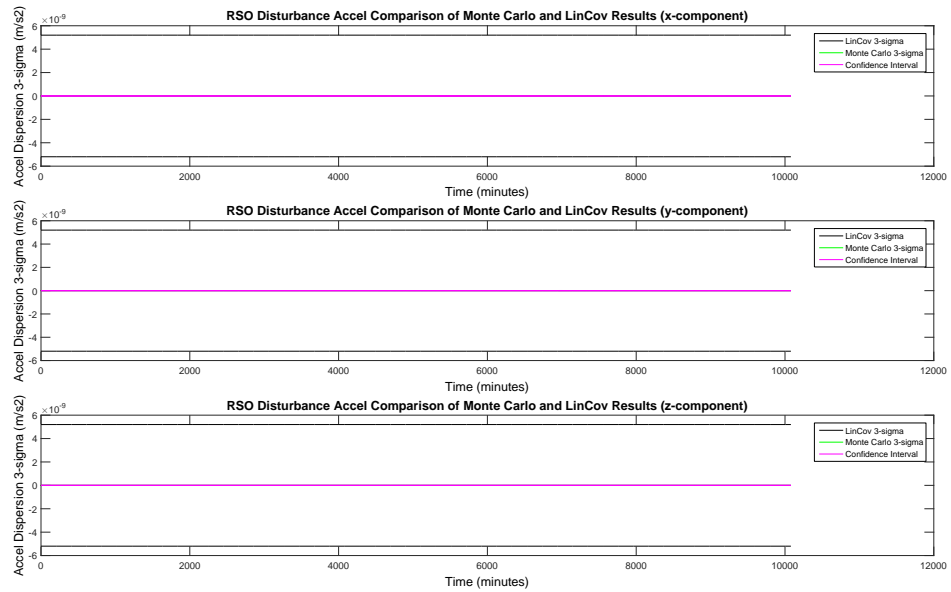 RSO Disturbance Accel Comparison of Monte Carlo and LinCov Results (x-component)
×10-9
Accel Dispersion 3-sigma (m/s2)
6
4
2
0
-2
-4
-6
0 2000 4000 6000 8000 10000 12000
Time (minutes)
LinCov 3-sigma
Monte Carlo 3-sigma
Confidence Interval
RSO Disturbance Accel Comparison of Monte Carlo and LinCov Results (y-component)
×10-9
Accel Dispersion 3-sigma (m/s2)
6
4
2
0
-2
-4
-6
0 2000 4000 6000 8000 10000 12000
Time (minutes)
LinCov 3-sigma
Monte Carlo 3-sigma
Confidence Interval
RSO Disturbance Accel Comparison of Monte Carlo and LinCov Results (z-component)
×10-9
Accel Dispersion 3-sigma (m/s2)
6
4
2
0
-2
-4
-6
0 2000 4000 6000 8000 10000 12000
Time (minutes)
LinCov 3-sigma
Monte Carlo 3-sigma
Confidence Interval